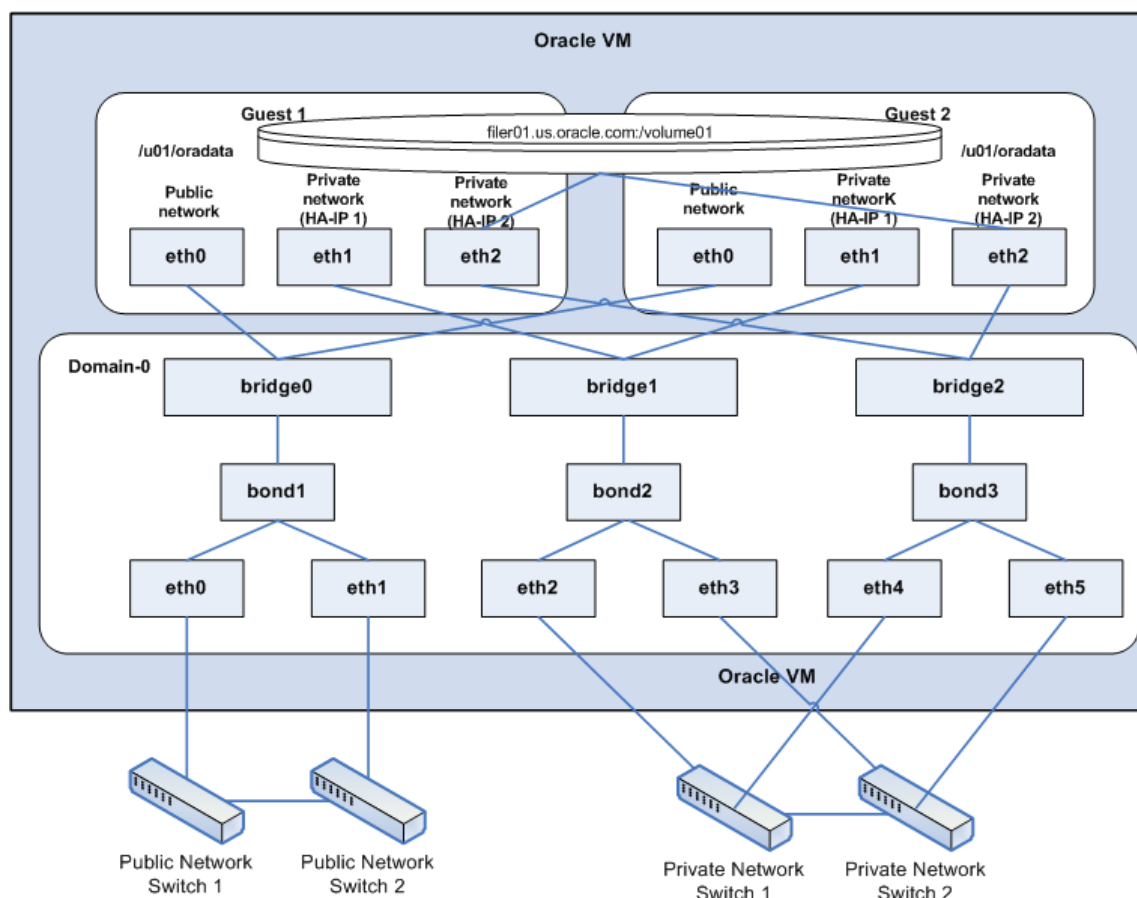 Oracle VM
Guest 1
Guest 2
filer01.us.oracle.com:/volume01
/u01/oradata
/u01/oradata
Public
network
Private
network
(HA-IP 1)
Private
network
(HA-IP 2)
Public
network
Private
networK
(HA-IP 1)
Private
network
(HA-IP 2)
eth0
eth1
eth2
eth0
eth1
eth2
Domain-0
bridge0
bridge1
bridge2
bond1
bond2
bond3
eth0
eth1
eth2
eth3
eth4
eth5
Oracle VM
Public Network
Switch 1
Public Network
Switch 2
Private Network
Switch 1
Private Network
Switch 2